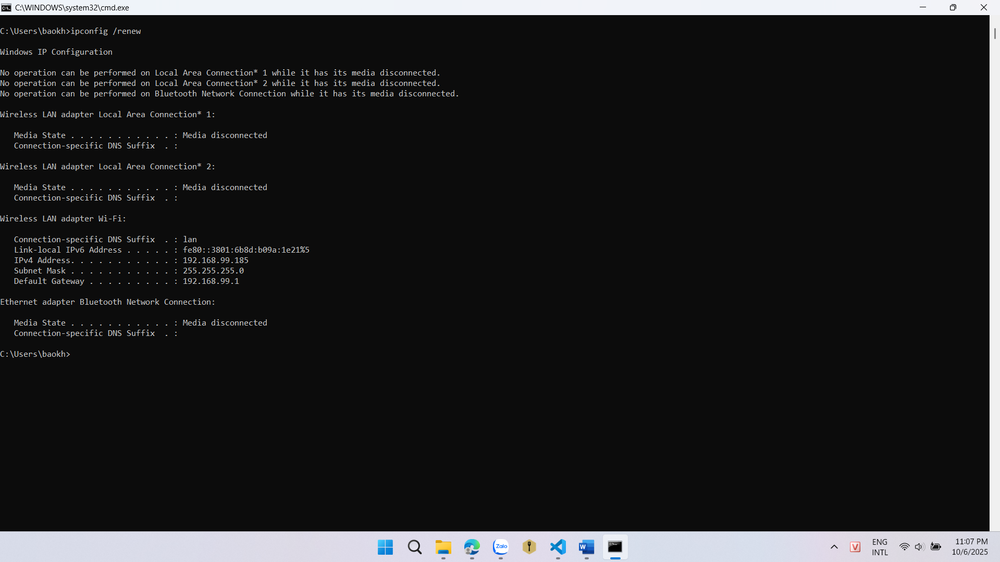 C:\WINDOWS\system32\cmd.exe
C:\Users\baokh>ipconfig /renew
Windows IP Configuration
No operation can be performed on Local Area Connection* 1 while it has its media disconnected.
No operation can be performed on Local Area Connection* 2 while it has its media disconnected.
No operation can be performed on Bluetooth Network Connection while it has its media disconnected.
Wireless LAN adapter Local Area Connection* 1:
Media State . . . . . . . . . . . : Media disconnected
Connection-specific DNS Suffix  . :
Wireless LAN adapter Local Area Connection* 2:
Media State . . . . . . . . . . . : Media disconnected
Connection-specific DNS Suffix  . :
Wireless LAN adapter Wi-Fi:
Connection-specific DNS Suffix  . : lan
Link-local IPv6 Address . . . . . : fe80::3801:6b8d:b09a:1e21%5
IPv4 Address. . . . . . . . . . . : 192.168.99.185
Subnet Mask . . . . . . . . . . . : 255.255.255.0
Default Gateway . . . . . . . . . : 192.168.99.1
Ethernet adapter Bluetooth Network Connection:
Media State . . . . . . . . . . . : Media disconnected
Connection-specific DNS Suffix  . :
C:\Users\baokh>
Zalo
W
V
ENG
INTL
11:07 PM
10/6/2025